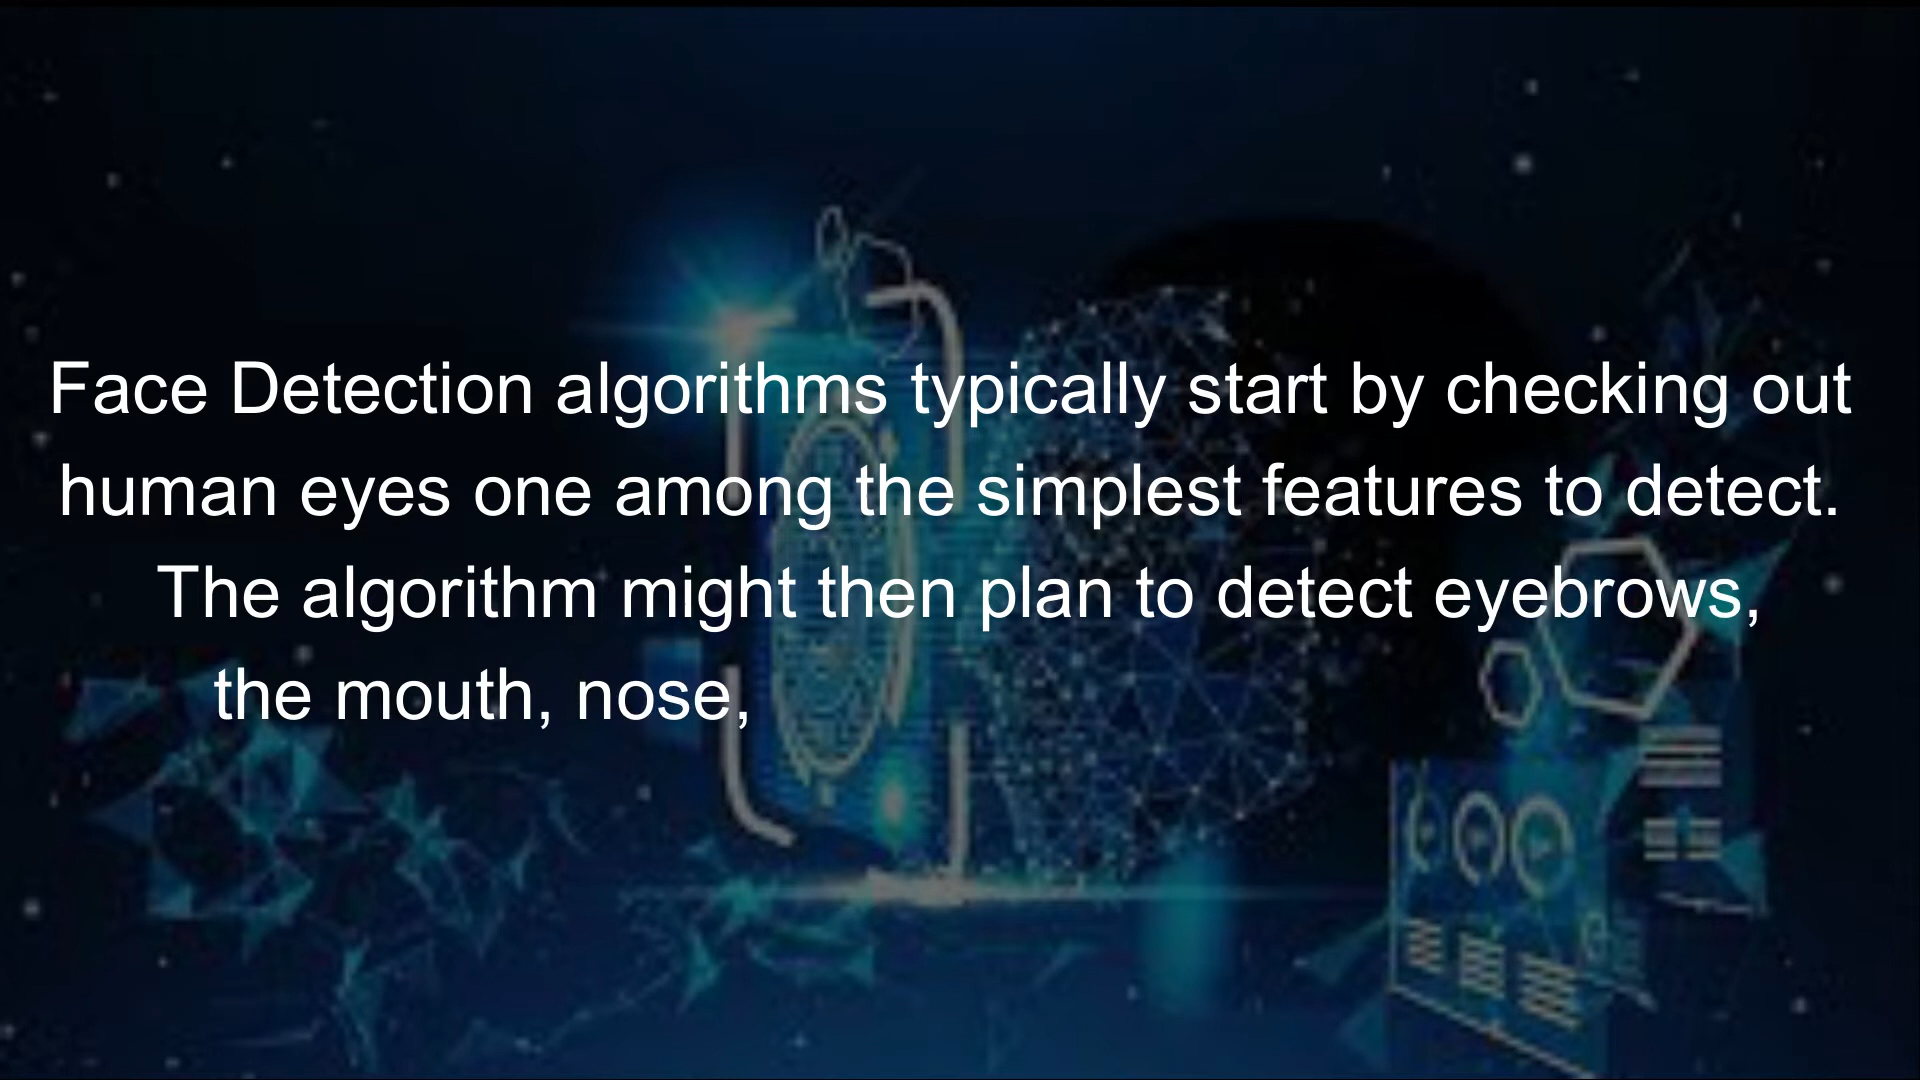 Face Detection algorithms typically start by checking out
human eyes one among the simplest features to detect.
The algorithm might then plan to detect eyebrows,
the mouth, nose,